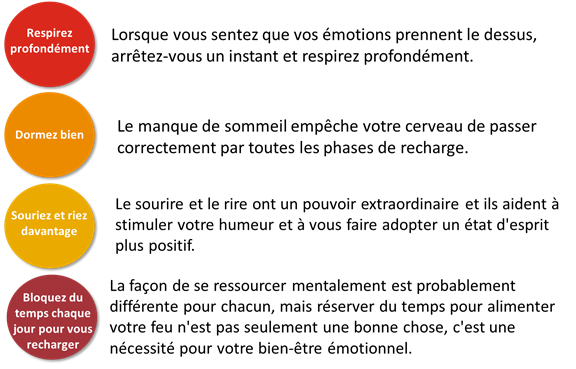 Respirez
profondément
Lorsque vous sentez que vos émotions prennent le dessus,
arrêtez-vous un instant et respirez profondément.
Dormez bien
Le manque de sommeil empêche votre cerveau de passer
correctement par toutes les phases de recharge.
Souriez et riez
davantage
Le sourire et le rire ont un pouvoir extraordinaire et ils aident à
stimuler votre humeur et à vous faire adopter un état d'esprit
plus positif.
Bloquez du
temps chaque
jour pour vous
recharger
La façon de se ressourcer mentalement est probablement
différente pour chacun, mais réserver du temps pour alimenter
votre feu n'est pas seulement une bonne chose, c'est une
nécessité pour votre bien-être émotionnel.